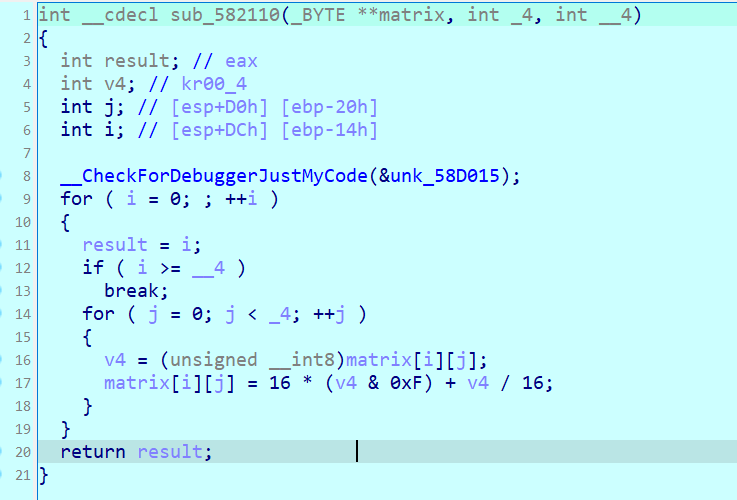 1 int __cdecl sub_582110(_BYTE **matrix, int _4, int __4)
2 {
3   int result; // eax
4   int v4; // kr00_4
5   int j; // [esp+D0h] [ebp-20h]
6   int i; // [esp+DCh] [ebp-14h]
7
8   __CheckForDebuggerJustMyCode(&unk_58D015);
9   for ( i = 0; ; ++i )
10   {
11     result = i;
12     if ( i >= __4 )
13       break;
14     for ( j = 0; j < _4; ++j )
15     {
16       v4 = (unsigned __int8)matrix[i][j];
17       matrix[i][j] = 16 * (v4 & 0xF) + v4 / 16;
18     }
19   }
20   return result;
21 }